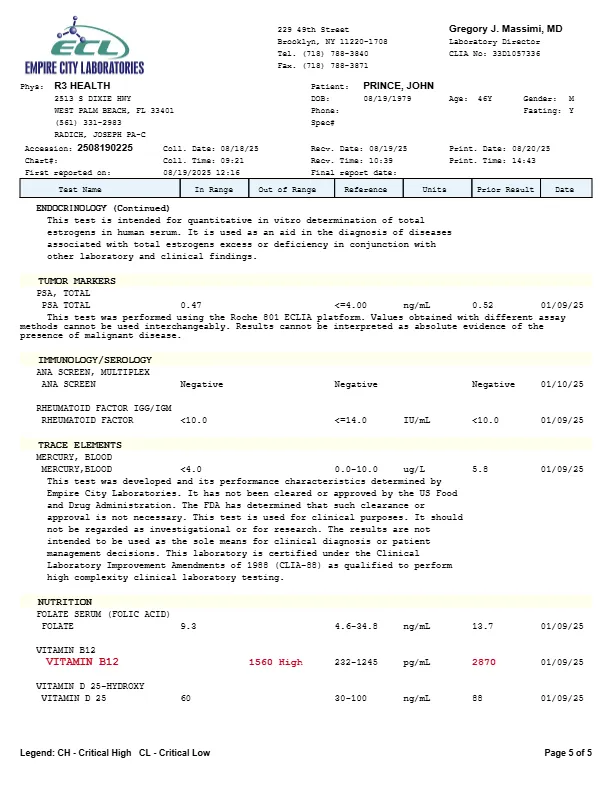 ECL
EMPIRE CITY LABORATORIES
229 49th Street
Brooklyn, NY 11220-1708
Tel. (718) 788-3840
Fax. (718) 788-3871
Gregory J. Massimi, MD
Laboratory Director
CLIA No: 33D1057336
Phys: R3 HEALTH
2513 S DIXIE HWY
WEST PALM BEACH, FL 33401
(561) 331-2983
RADICH, JOSEPH PA-C
Patient: PRINCE, JOHN
DOB: 08/19/1979 Age: 46Y Gender: M
Phone: Fasting: Y
Spec#
Accession: 2508190225 Coll. Date: 08/18/25 Recv. Date: 08/19/25 Print. Date: 08/20/25
Chart#: Coll. Time: 09:21 Recv. Time: 10:39 Print. Time: 14:43
First reported on: 08/19/2025 12:16 Final report date:
Test Name In Range Out of Range Reference Units Prior Result Date
ENDOCRINOLOGY (Continued)
This test is intended for quantitative in vitro determination of total
estrogens in human serum. It is used as an aid in the diagnosis of diseases
associated with total estrogens excess or deficiency in conjunction with
other laboratory and clinical findings.
TUMOR MARKERS
PSA, TOTAL
PSA TOTAL 0.47 <=4.00 ng/mL 0.52 01/09/25
This test was performed using the Roche 801 ECLIA platform. Values obtained with different assay
methods cannot be used interchangeably. Results cannot be interpreted as absolute evidence of the
presence of malignant disease.
IMMUNOLOGY/SEROLOGY
ANA SCREEN, MULTIPLEX
ANA SCREEN Negative Negative Negative 01/10/25
RHEUMATOID FACTOR IGG/IGM
RHEUMATOID FACTOR <10.0 <=14.0 IU/mL <10.0 01/09/25
TRACE ELEMENTS
MERCURY, BLOOD
MERCURY,BLOOD <4.0 0.0-10.0 ug/L 5.8 01/09/25
This test was developed and its performance characteristics determined by
Empire City Laboratories. It has not been cleared or approved by the US Food
and Drug Administration. The FDA has determined that such clearance or
approval is not necessary. This test is used for clinical purposes. It should
not be regarded as investigational or for research. The results are not
intended to be used as the sole means for clinical diagnosis or patient
management decisions. This laboratory is certified under the Clinical
Laboratory Improvement Amendments of 1988 (CLIA-88) as qualified to perform
high complexity clinical laboratory testing.
NUTRITION
FOLATE SERUM (FOLIC ACID)
FOLATE 9.3 4.6-34.8 ng/mL 13.7 01/09/25
VITAMIN B12
VITAMIN B12 1560 High 232-1245 pg/mL 2870 01/09/25
VITAMIN D 25-HYDROXY
VITAMIN D 25 60 30-100 ng/mL 88 01/09/25
Legend: CH - Critical High CL - Critical Low Page 5 of 5